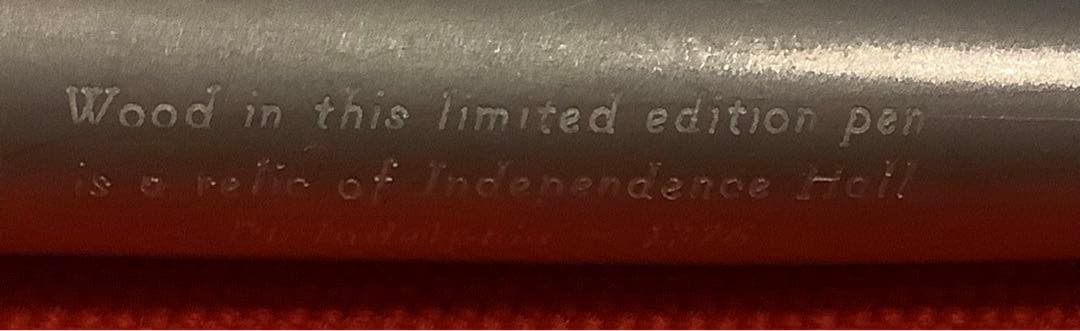 Wood in this limited edition pen
is a relic of Independence Hall
Philadelphia